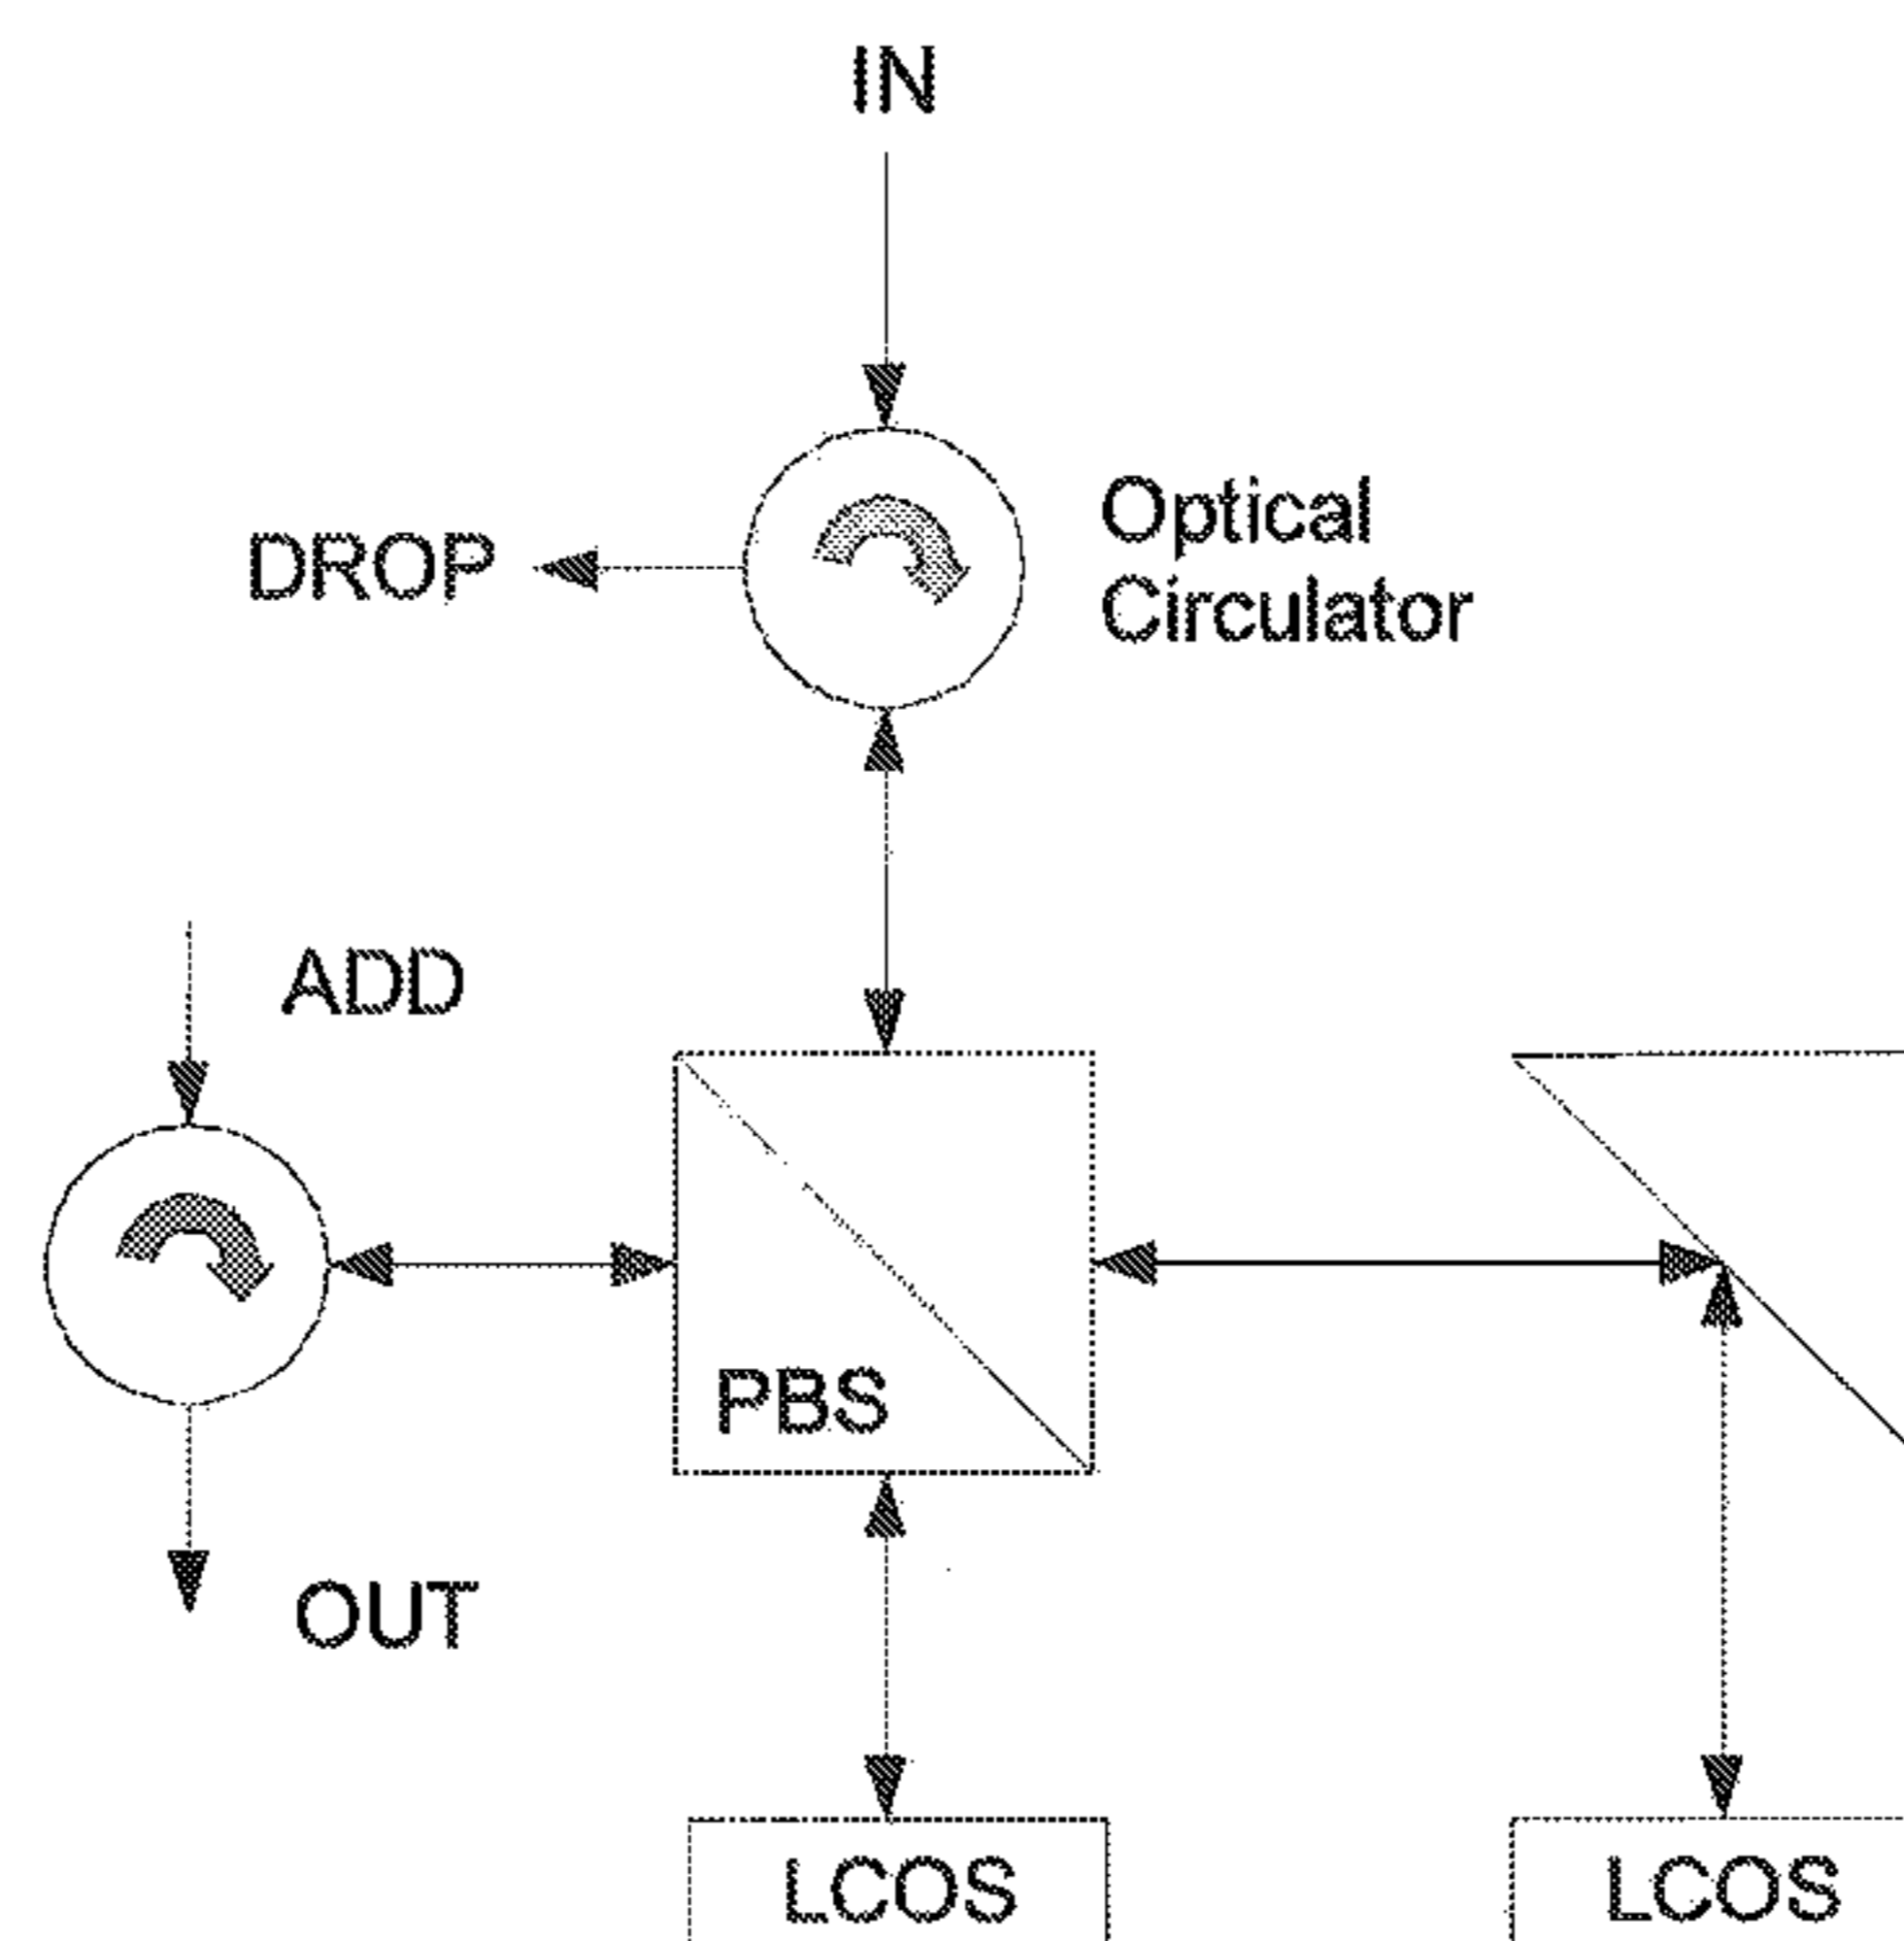 IN
Optical
Circulator
DROP
ADD
PBS
OUT
LCOS
LCOS